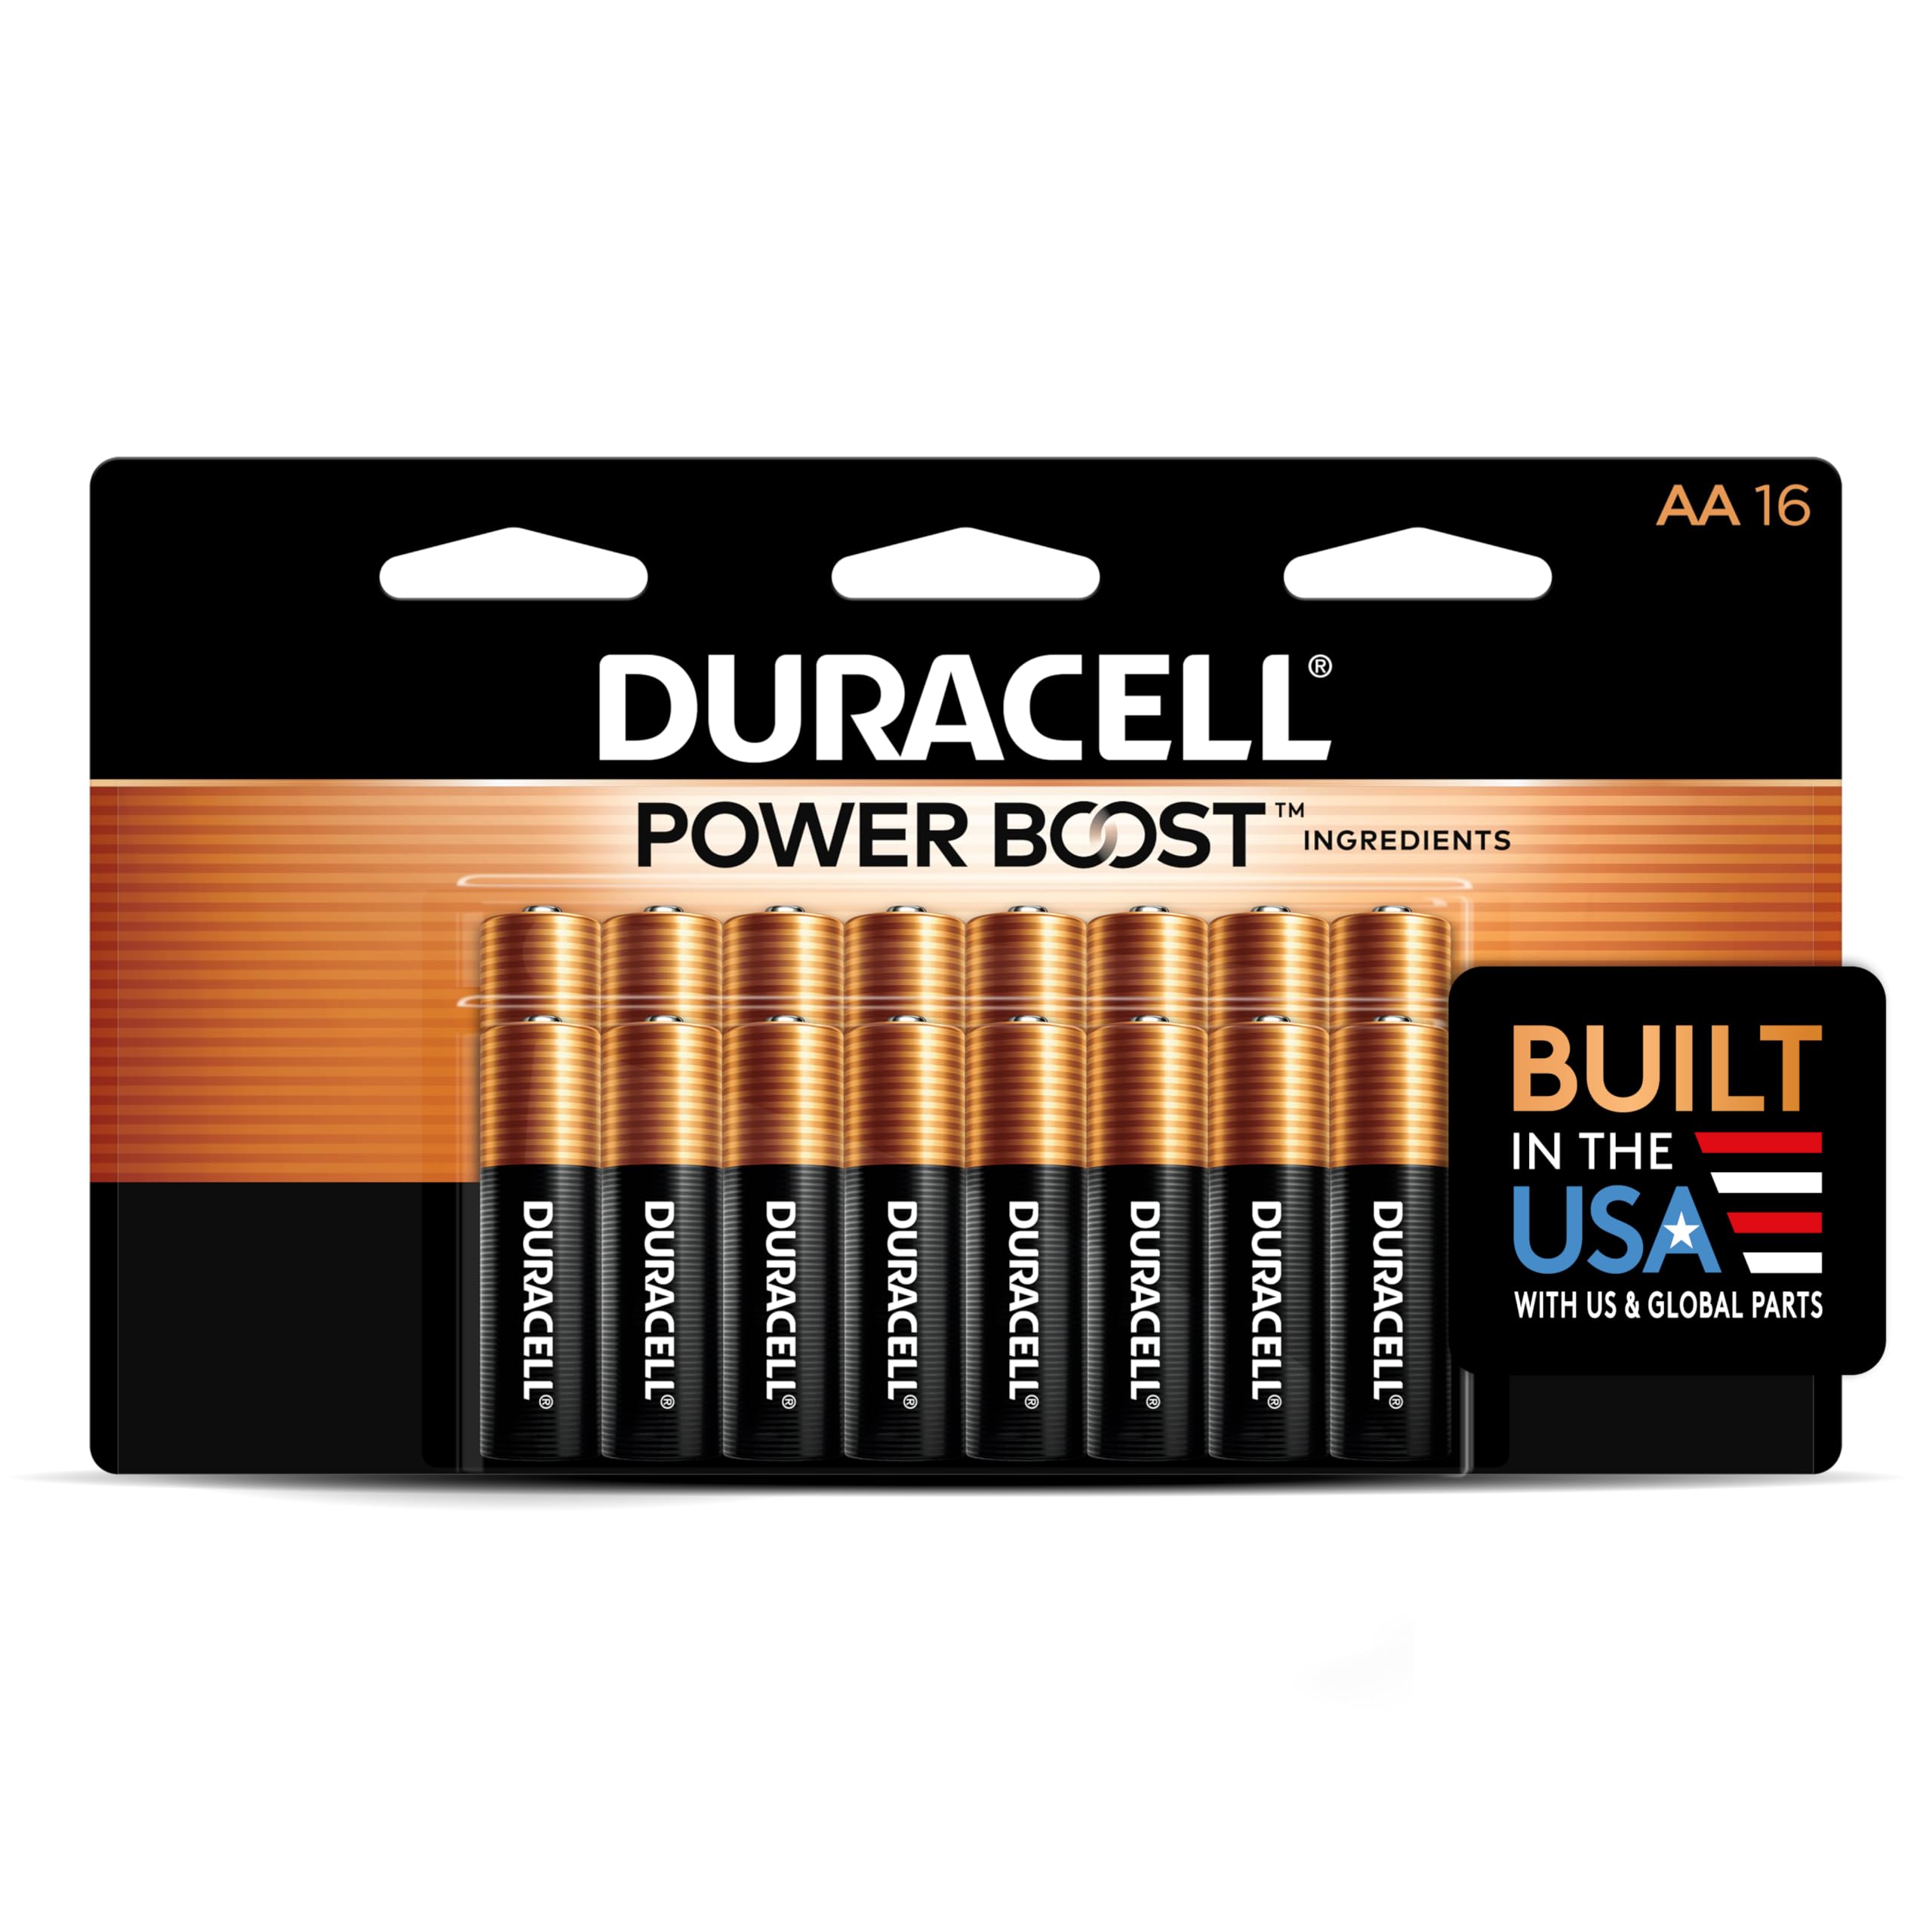 AA 16
DURACELL®
POWER BOOST™ INGREDIENTS
BUILT
IN THE
USA
WITH US & GLOBAL PARTS
DURACELL®
DURACELL®
DURACELL®
DURACELL®
DURACELL®
DURACELL®
DURACELL®
DURACELL®